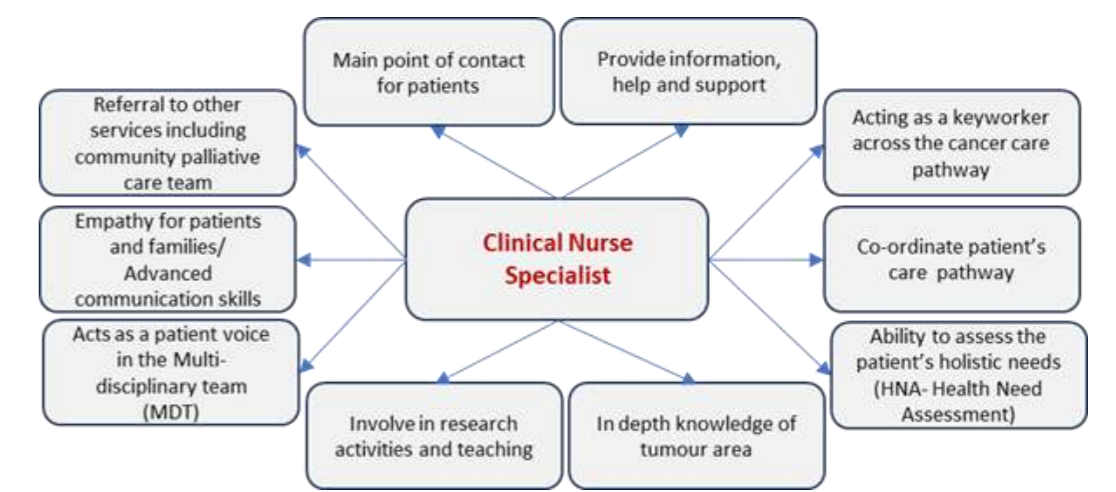 Main point of contact
for patients
Provide information,
help and support
Referral to other
services including
community palliative
care team
Acting as a keyworker
across the cancer care
pathway
Empathy for patients
and families/
Advanced
communication skills
Clinical Nurse
Specialist
Co-ordinate patient's
care pathway
Acts as a patient voice
in the Multi-
disciplinary team
(MDT)
Ability to assess the
patient's holistic needs
(HNA- Health Need
Assessment)
Involve in research
activities and teaching
In depth knowledge of
tumour area